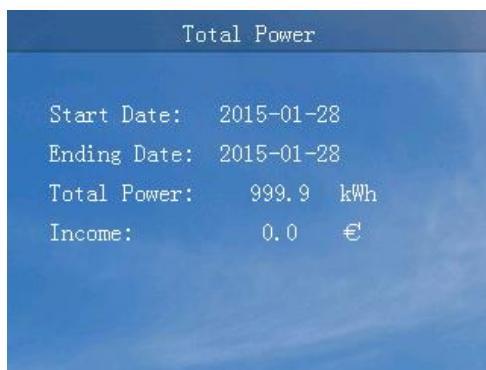 Total Power
Start Date: 2015-01-28
Ending Date: 2015-01-28
Total Power: 999.9 kWh
Income: 0.0 €